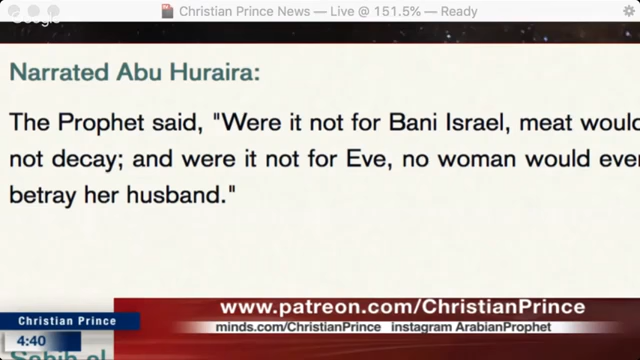 Christian Prince News — Live @ 151.5% — Ready
Google
Narrated Abu Huraira:
The Prophet said, "Were it not for Bani Israel, meat would
not decay; and were it not for Eve, no woman would ever
betray her husband."
www.patreon.com/ChristianPrince
Christian Prince
minds.com/ChristianPrince instagram ArabianProphet
4:40